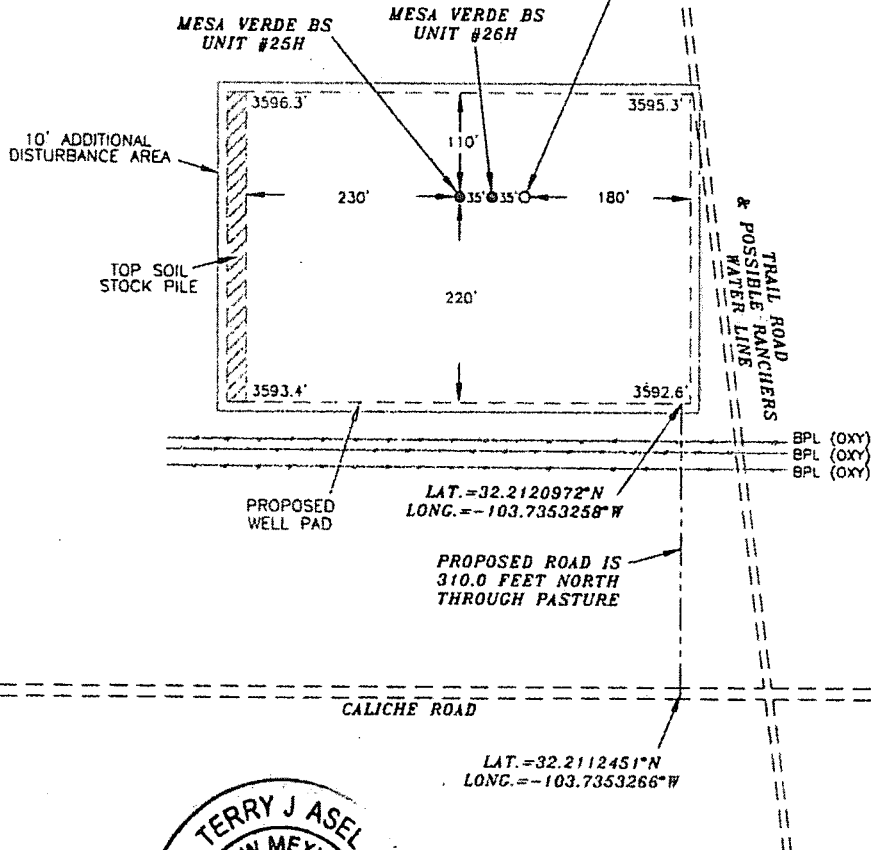 MESA VERDE BS
UNIT #25H
MESA VERDE BS
UNIT #26H
3596.3'
3595.3'
10' ADDITIONAL
DISTURBANCE AREA
110'
230'
35'
35'
180'
TOP SOIL
STOCK PILE
TRAIL ROAD
& POSSIBLE RANCHERS
WATER LINE
220'
3593.4'
3592.6'
BPL (OXY)
BPL (OXY)
BPL (OXY)
PROPOSED
WELL PAD
LAT.=32.2120972°N
LONG.=-103.7353258°W
PROPOSED ROAD IS
310.0 FEET NORTH
THROUGH PASTURE
CALICHE ROAD
LAT.=32.2112451°N
LONG.=-103.7353266°W
TERRY J ASEL